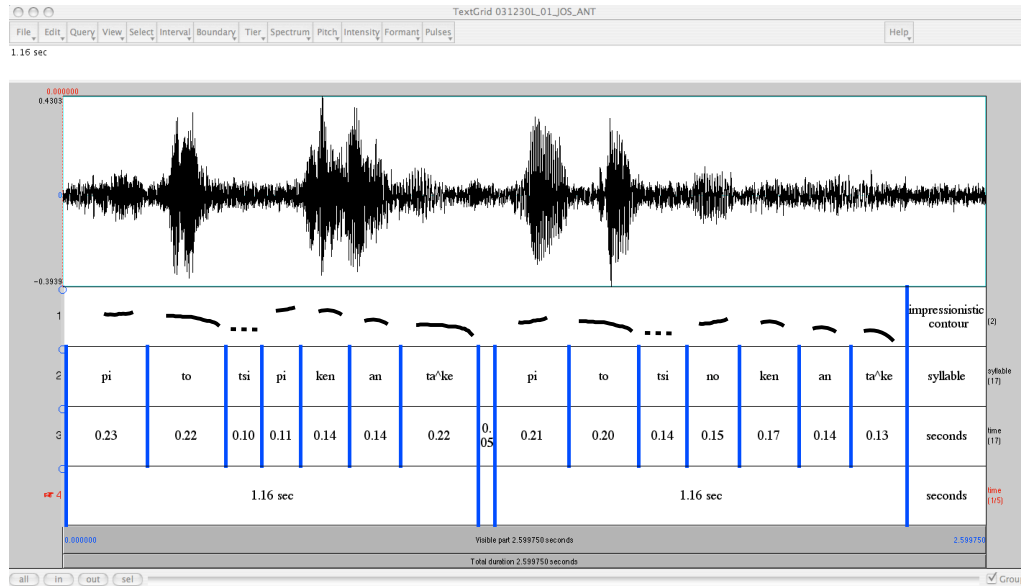 TextGrid 031230L_01_JOS_ANT
File Edit Query View Select Interval Boundary Tier Spectrum Pitch Intensity Formant Pulses Help
1.16 sec
0.000000
0.4303
0
-0.3939
1 impressionistic contour (2)
2 pi to tsi pi ken an ta^ke pi to tsi no ken an ta^ke syllable syllable (17)
3 0.23 0.22 0.10 0.11 0.14 0.14 0.22 0.05 0.21 0.20 0.14 0.15 0.17 0.14 0.13 seconds time (17)
4 1.16 sec 1.16 sec seconds time (1/5)
0.000000 Visible part 2.599750 seconds 2.599750
Total duration 2.599750 seconds
all in out sel Grou